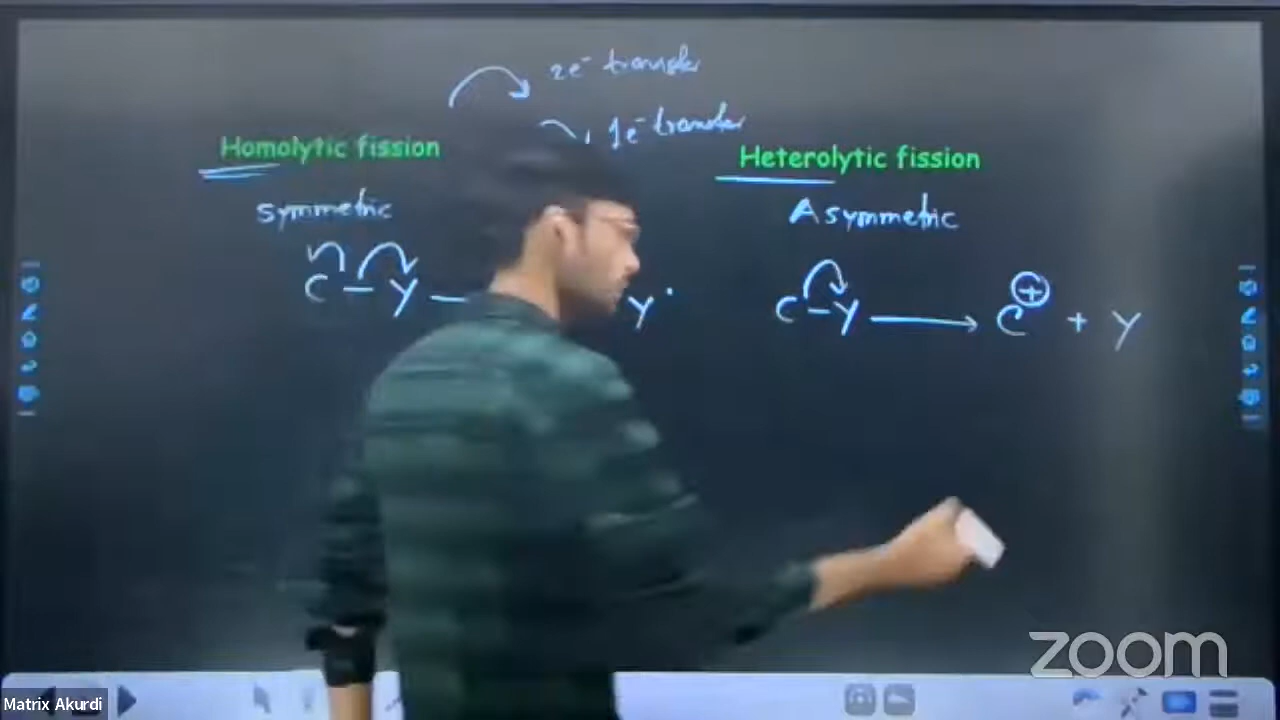 2e⁻ transfer
1e⁻ transfer
Homolytic fission
Symmetric
C – Y — Y·
Heterolytic fission
Asymmetric
C – Y ⟶ C⊕ + Y
zoom
Matrix Akurdi